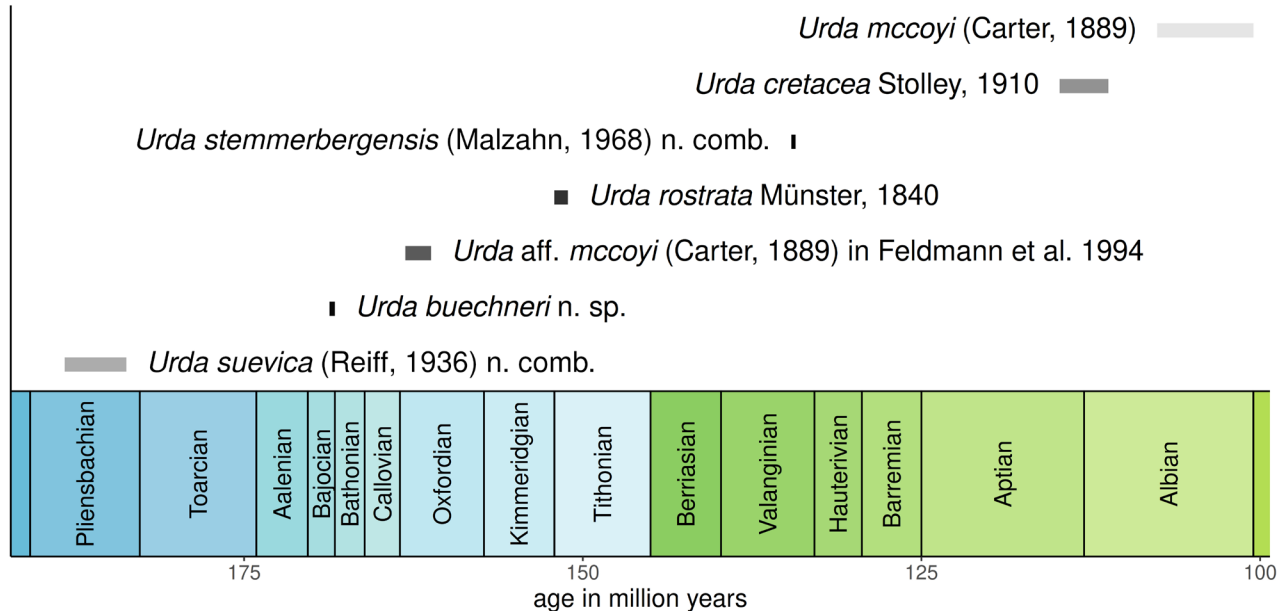 Urda mccoyi (Carter, 1889)
Urda cretacea Stolley, 1910
Urda stemmerbergensis (Malzahn, 1968) n. comb.
Urda rostrata Münster, 1840
Urda aff. mccoyi (Carter, 1889) in Feldmann et al. 1994
Urda buechneri n. sp.
Urda suevica (Reiff, 1936) n. comb.
Pliensbachian
Toarcian
Aalenian
Bajocian
Bathonian
Callovian
Oxfordian
Kimmeridgian
Tithonian
Berriasian
Valanginian
Hauterivian
Barremian
Aptian
Albian
175
150
125
100
age in million years